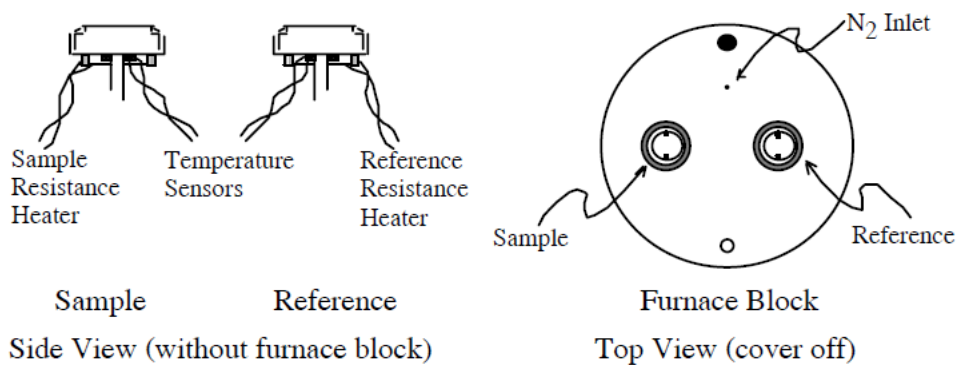 Sample
Resistance
Heater
Temperature
Sensors
Reference
Resistance
Heater
Sample
Reference
Side View (without furnace block)
N2 Inlet
Sample
Reference
Furnace Block
Top View (cover off)